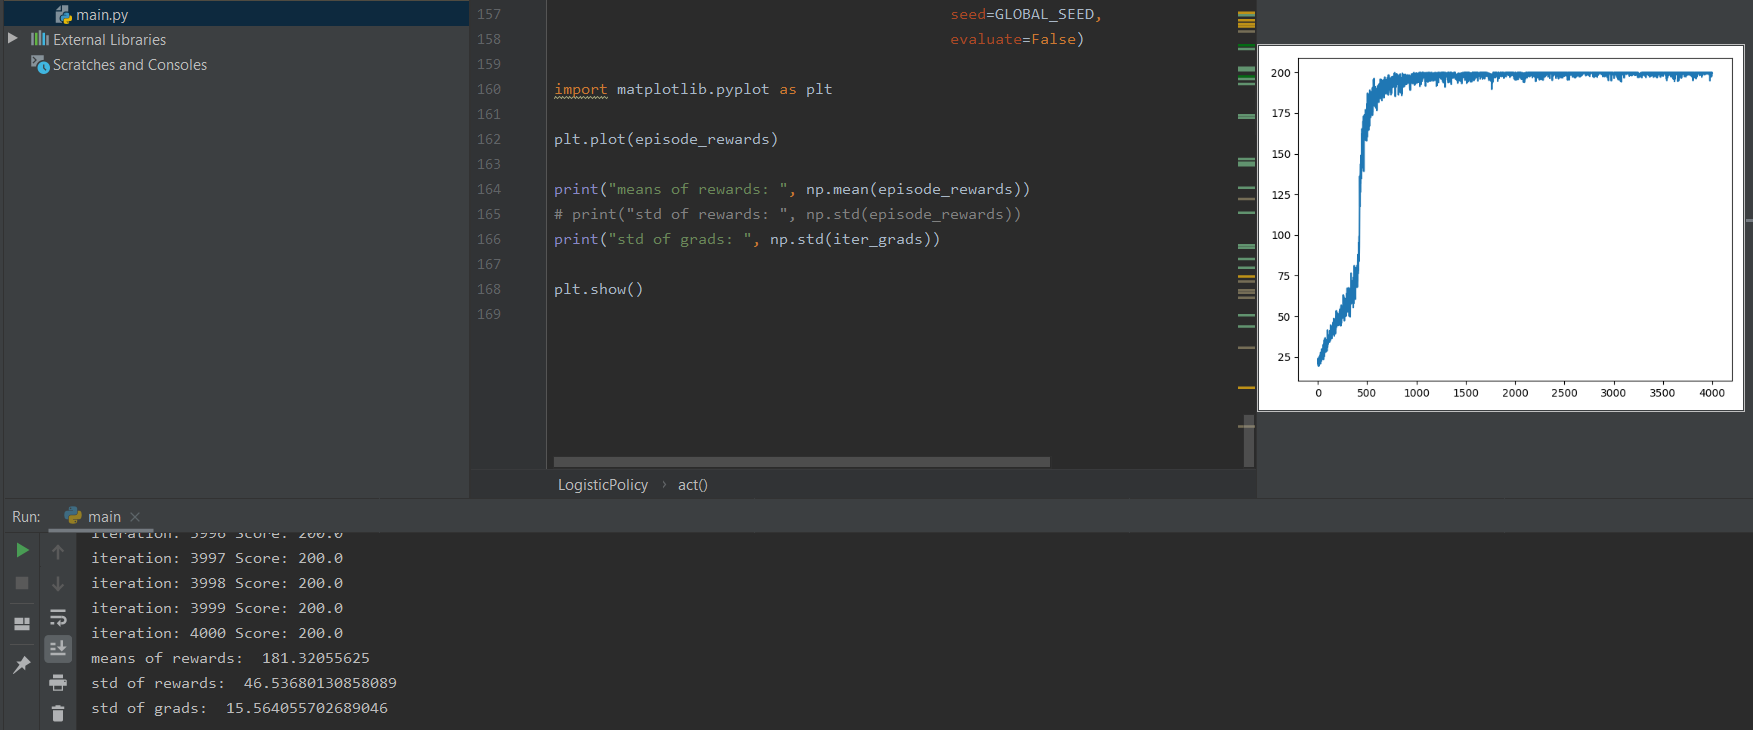 main.py
External Libraries
Scratches and Consoles
157 seed=GLOBAL_SEED,
158 evaluate=False)
159
160 import matplotlib.pyplot as plt
161
162 plt.plot(episode_rewards)
163
164 print("means of rewards: ", np.mean(episode_rewards))
165 # print("std of rewards: ", np.std(episode_rewards))
166 print("std of grads: ", np.std(iter_grads))
167
168 plt.show()
169
LogisticPolicy › act()
200
175
150
125
100
75
50
25
0 500 1000 1500 2000 2500 3000 3500 4000
Run: main
iteration: 3996 Score: 200.0
iteration: 3997 Score: 200.0
iteration: 3998 Score: 200.0
iteration: 3999 Score: 200.0
iteration: 4000 Score: 200.0
means of rewards:  181.32055625
std of rewards:  46.53680130858089
std of grads:  15.564055702689046